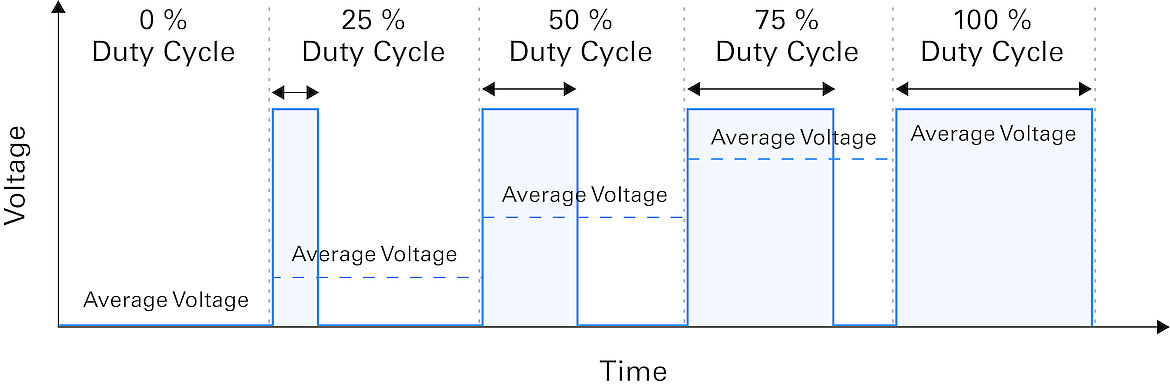 0 %
Duty Cycle
25 %
Duty Cycle
50 %
Duty Cycle
75 %
Duty Cycle
100 %
Duty Cycle
Voltage
Average Voltage
Average Voltage
Average Voltage
Average Voltage
Average Voltage
Time